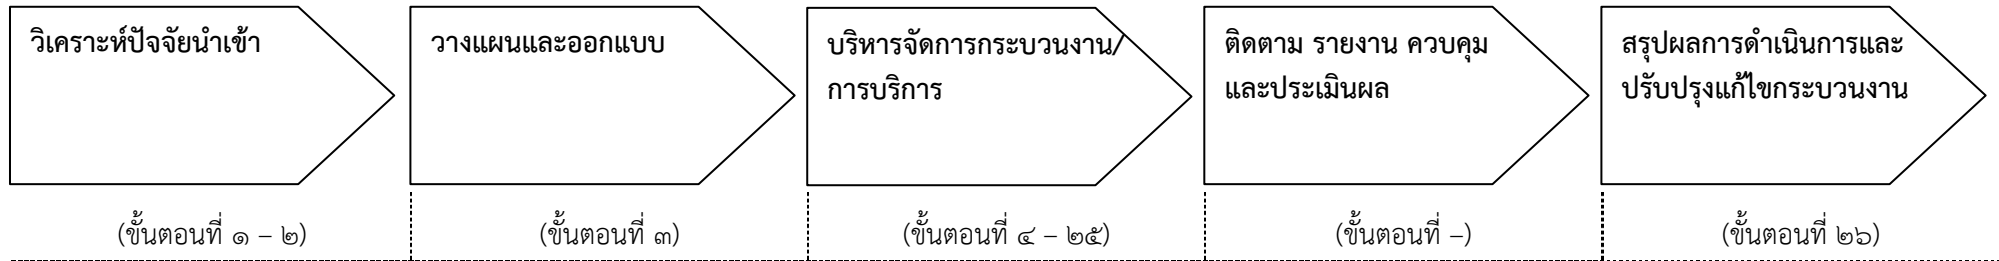 วิเคราะห์ปัจจัยนำเข้า
วางแผนและออกแบบ
บริหารจัดการกระบวนงาน/
การบริการ
ติดตาม รายงาน ควบคุม
และประเมินผล
สรุปผลการดำเนินการและ
ปรับปรุงแก้ไขกระบวนงาน
(ขั้นตอนที่ ๑ – ๒)
(ขั้นตอนที่ ๓)
(ขั้นตอนที่ ๔ – ๒๕)
(ขั้นตอนที่ –)
(ขั้นตอนที่ ๒๖)